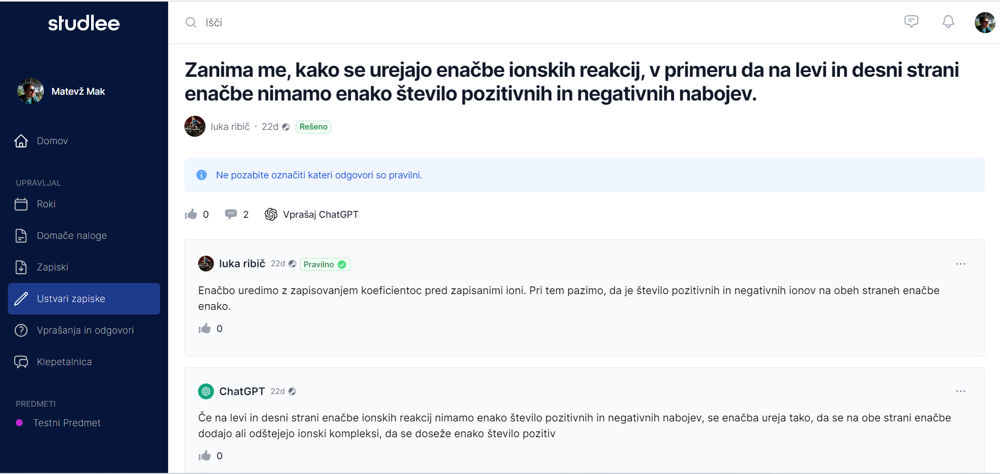 studlee
Išči
Matevž Mak
Domov
UPRAVLJAL
Roki
Domače naloge
Zapiski
Ustvari zapiske
Vprašanja in odgovori
Klepetalnica
PREDMETI
Testni Predmet
Zanima me, kako se urejajo enačbe ionskih reakcij, v primeru da na levi in desni strani
enačbe nimamo enako število pozitivnih in negativnih nabojev.
luka ribič · 22d Rešeno
Ne pozabite označiti kateri odgovori so pravilni.
0 2 Vprašaj ChatGPT
luka ribič 22d Pravilno
Enačbo uredimo z zapisovanjem koeficientoc pred zapisanimi ioni. Pri tem pazimo, da je število pozitivnih in negativnih ionov na obeh straneh enačbe
enako.
0
ChatGPT 22d
Če na levi in desni strani enačbe ionskih reakcij nimamo enako število pozitivnih in negativnih nabojev, se enačba ureja tako, da se na obe strani enačbe
dodajo ali odštejejo ionski kompleksi, da se doseže enako število pozitiv
0